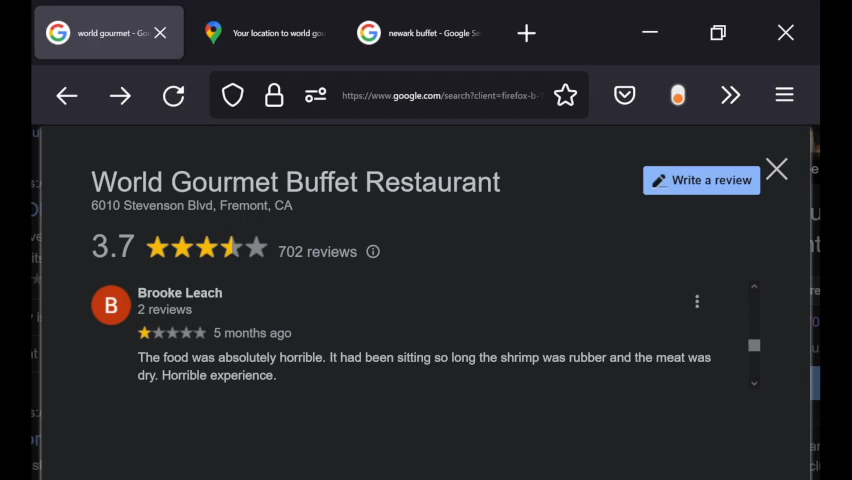 world gourmet - Go
Your location to world gou
newark buffet - Google Se
https://www.google.com/search?client=firefox-b-
World Gourmet Buffet Restaurant
Write a review
6010 Stevenson Blvd, Fremont, CA
3.7
702 reviews
B
Brooke Leach
2 reviews
5 months ago
The food was absolutely horrible. It had been sitting so long the shrimp was rubber and the meat was
dry. Horrible experience.